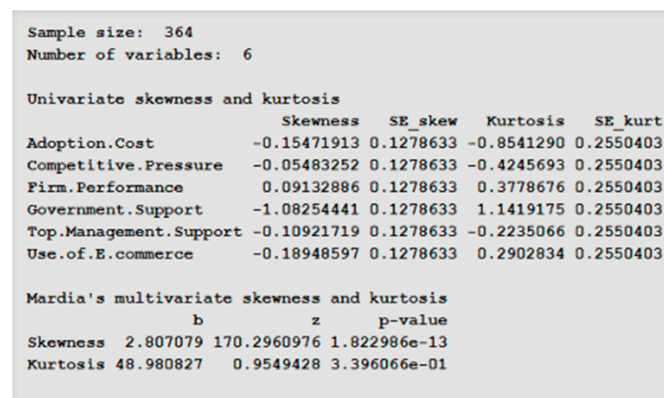 Sample size: 364
Number of variables: 6
Univariate skewness and kurtosis
Skewness SE_skew Kurtosis SE_kurt
Adoption.Cost -0.15471913 0.1278633 -0.8541290 0.2550403
Competitive.Pressure -0.05483252 0.1278633 -0.4245693 0.2550403
Firm.Performance 0.09132886 0.1278633 0.3778676 0.2550403
Government.Support -1.08254441 0.1278633 1.1419175 0.2550403
Top.Management.Support -0.10921719 0.1278633 -0.2235066 0.2550403
Use.of.E.commerce -0.18948597 0.1278633 0.2902834 0.2550403
Mardia's multivariate skewness and kurtosis
b z p-value
Skewness 2.807079 170.2960976 1.822986e-13
Kurtosis 48.980827 0.9549428 3.396066e-01